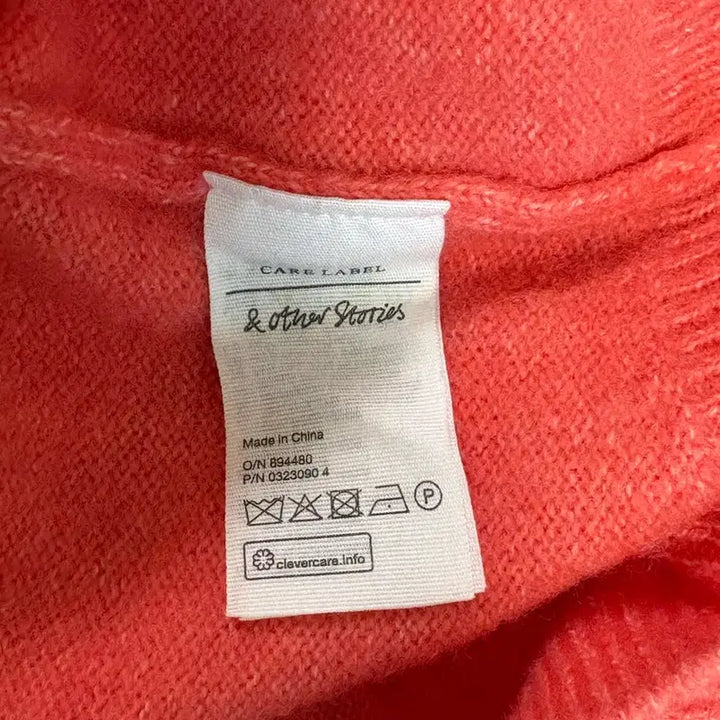 CARE LABEL
& other Stories
Made in China
O/N 894480
P/N 0323090 4
P
clevercare.info